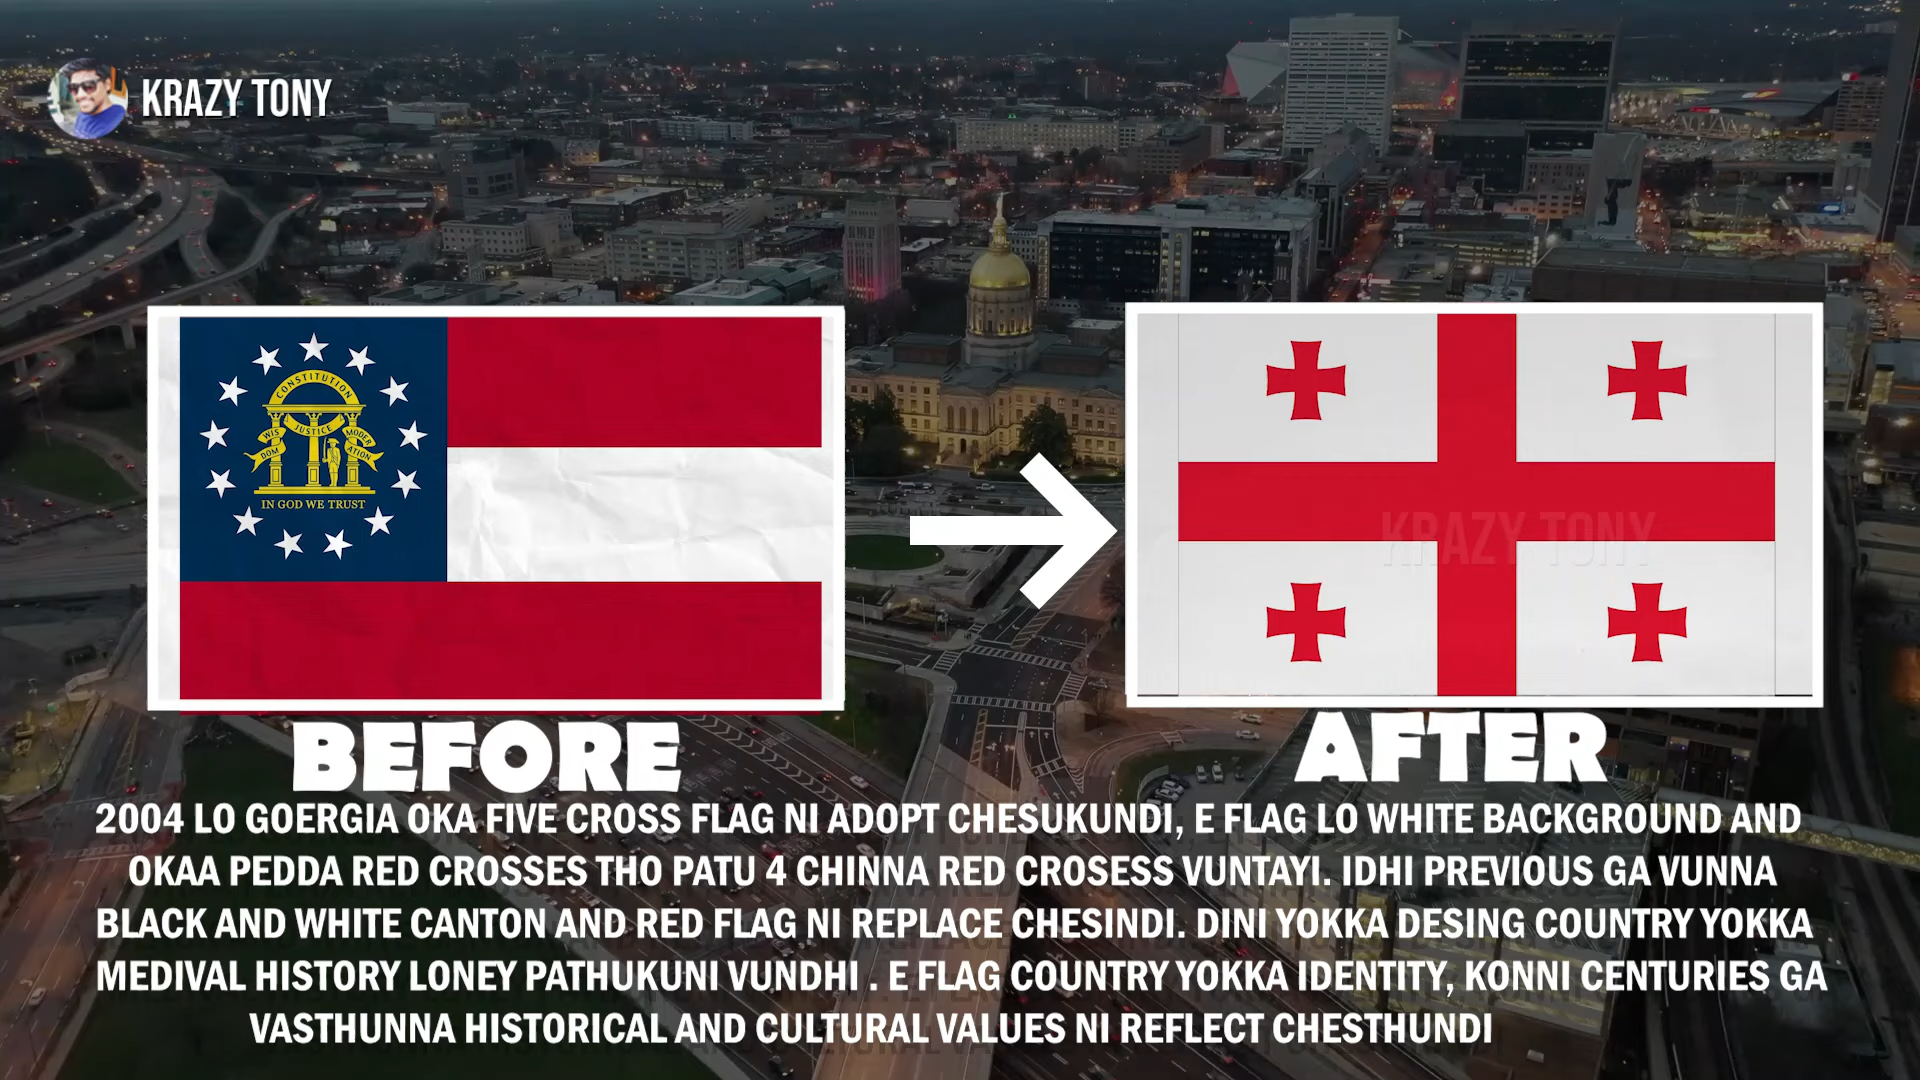 KRAZY TONY
CONSTITUTION
JUSTICE
WIS
DOM
MODER
ATION
IN GOD WE TRUST
KRAZY TONY
BEFORE
AFTER
2004 LO GOERGIA OKA FIVE CROSS FLAG NI ADOPT CHESUKUNDI, E FLAG LO WHITE BACKGROUND AND
OKAA PEDDA RED CROSSES THO PATU 4 CHINNA RED CROSESS VUNTAYI. IDHI PREVIOUS GA VUNNA
BLACK AND WHITE CANTON AND RED FLAG NI REPLACE CHESINDI. DINI YOKKA DESING COUNTRY YOKKA
MEDIVAL HISTORY LONEY PATHUKUNI VUNDHI . E FLAG COUNTRY YOKKA IDENTITY, KONNI CENTURIES GA
VASTHUNNA HISTORICAL AND CULTURAL VALUES NI REFLECT CHESTHUNDI